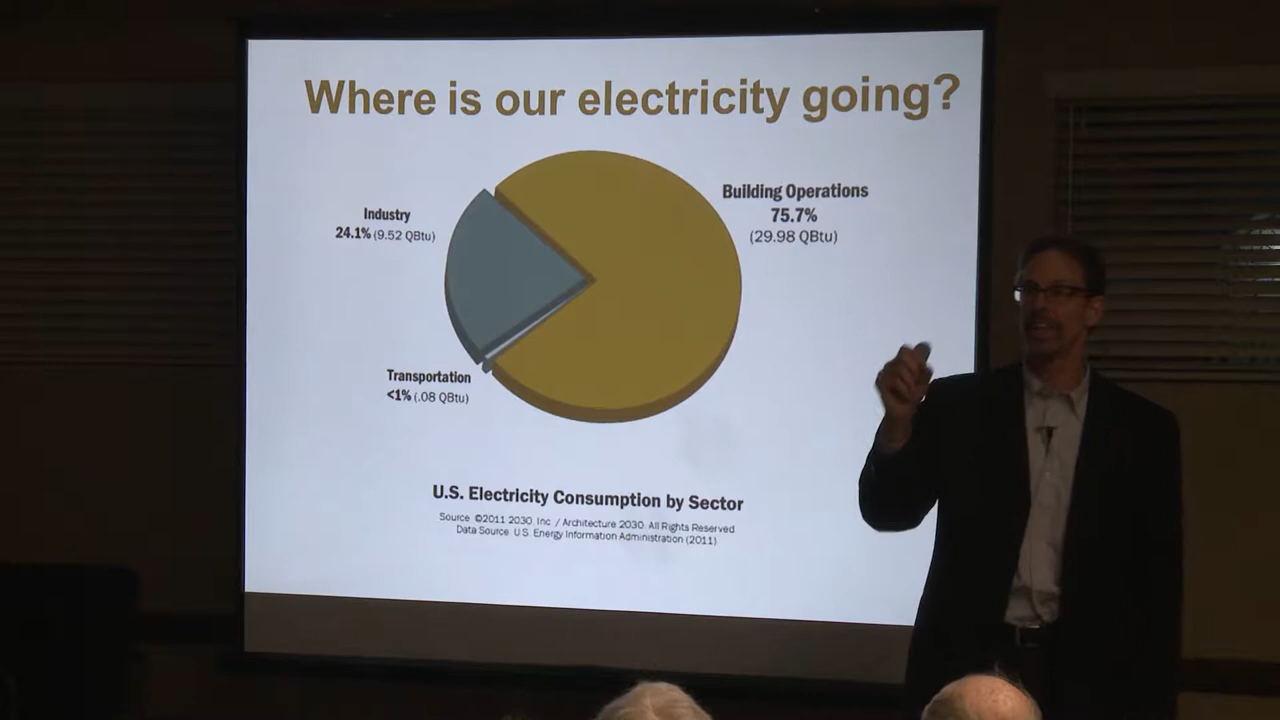 Where is our electricity going?
Building Operations
75.7%
(29.98 QBtu)
Industry
24.1% (9.52 QBtu)
Transportation
<1% (.08 QBtu)
U.S. Electricity Consumption by Sector
Source ©2011 2030, Inc. / Architecture 2030. All Rights Reserved
Data Source: U.S. Energy Information Administration (2011)